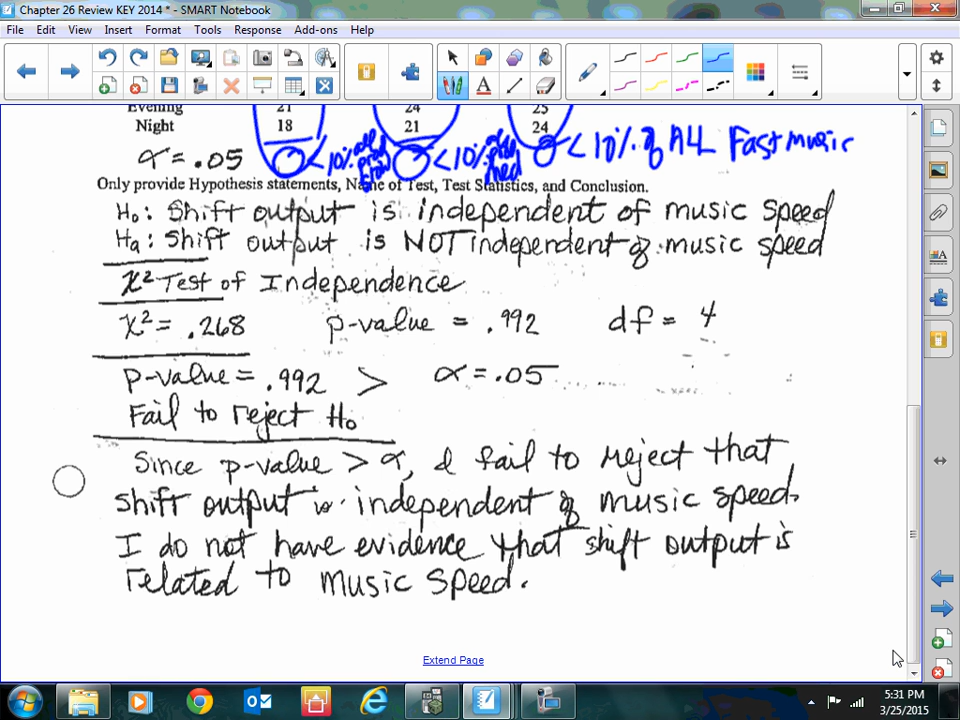 Chapter 26 Review KEY 2014 * - SMART Notebook
File Edit View Insert Format Tools Response Add-ons Help
Evening 21 24 25
Night 18 21 24
α = .05 <10% <10% <10% of ALL Fast music
Only provide Hypothesis statements, Name of Test, Test Statistics, and Conclusion.
H₀: Shift output is independent of music speed
Hₐ: Shift output is NOT independent of music speed
χ² Test of Independence
χ² = .268 p-value = .992 df = 4
p-value = .992 > α = .05
Fail to reject H₀
Since p-value > α, I fail to reject that
shift output is independent of music speed.
I do not have evidence that shift output is
related to music speed.
Extend Page
5:31 PM
3/25/2015